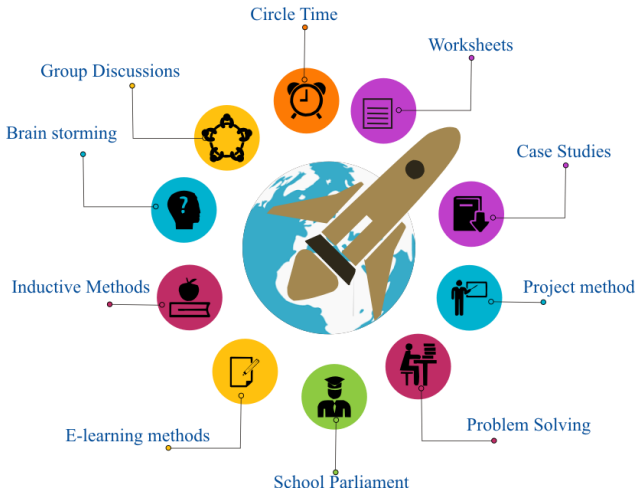 Circle Time
Worksheets
Group Discussions
Brain storming
Case Studies
?
Inductive Methods
Project method
Problem Solving
E-learning methods
School Parliament